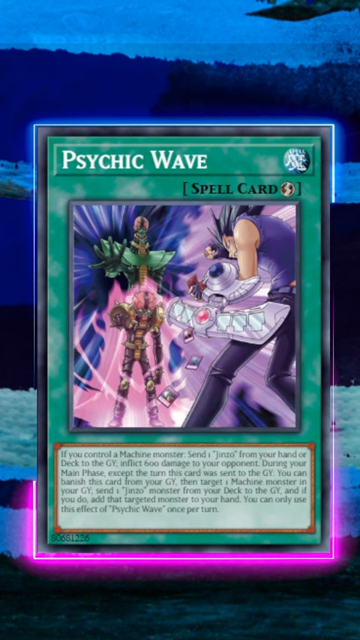 PSYCHIC WAVE
SPELL
[ SPELL CARD ]
If you control a Machine monster: Send 1 "Jinzo" from your hand or
Deck to the GY; inflict 600 damage to your opponent. During your
Main Phase, except the turn this card was sent to the GY: You can
banish this card from your GY, then target 1 Machine monster in
your GY; send 1 "Jinzo" monster from your Deck to the GY, and if
you do, add that targeted monster to your hand. You can only use
this effect of "Psychic Wave" once per turn.